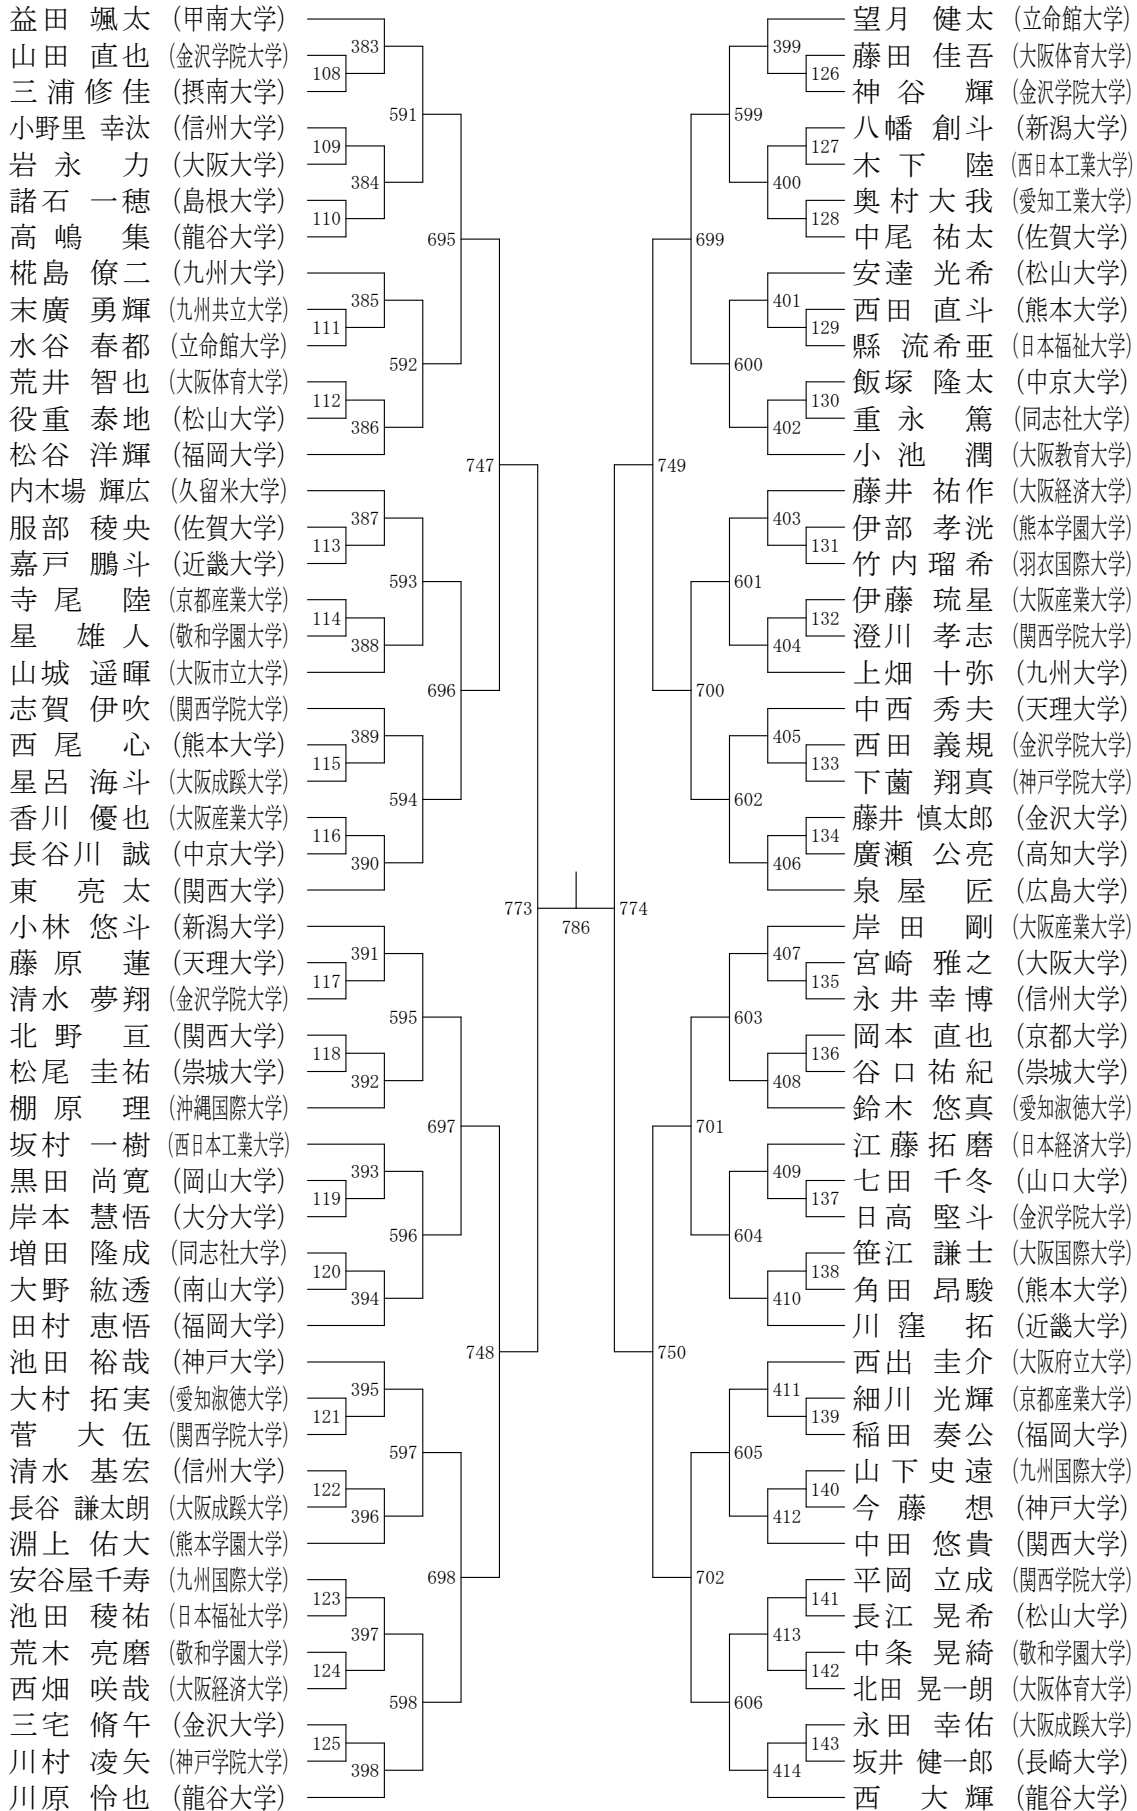 益田 颯太 (甲南大学)
山田 直也 (金沢学院大学)
三浦修佳 (摂南大学)
小野里 幸汰 (信州大学)
岩永 力 (大阪大学)
諸石 一穂 (島根大学)
高嶋 集 (龍谷大学)
椛島 僚二 (九州大学)
末廣 勇輝 (九州共立大学)
水谷 春都 (立命館大学)
荒井 智也 (大阪体育大学)
役重 泰地 (松山大学)
松谷 洋輝 (福岡大学)
内木場 輝広 (久留米大学)
服部 稜央 (佐賀大学)
嘉戸 鵬斗 (近畿大学)
寺尾 陸 (京都産業大学)
星 雄人 (敬和学園大学)
山城 遥暉 (大阪市立大学)
志賀 伊吹 (関西学院大学)
西尾 心 (熊本大学)
星呂 海斗 (大阪成蹊大学)
香川 優也 (大阪産業大学)
長谷川 誠 (中京大学)
東 亮太 (関西大学)
小林 悠斗 (新潟大学)
藤原 蓮 (天理大学)
清水 夢翔 (金沢学院大学)
北野 亘 (関西大学)
松尾 圭祐 (崇城大学)
棚原 理 (沖縄国際大学)
坂村 一樹 (西日本工業大学)
黒田 尚寛 (岡山大学)
岸本 慧悟 (大分大学)
増田 隆成 (同志社大学)
大野 紘透 (南山大学)
田村 恵悟 (福岡大学)
池田 裕哉 (神戸大学)
大村 拓実 (愛知淑徳大学)
菅 大伍 (関西学院大学)
清水 基宏 (信州大学)
長谷 謙太朗 (大阪成蹊大学)
淵上 佑大 (熊本学園大学)
安谷屋千寿 (九州国際大学)
池田 稜祐 (日本福祉大学)
荒木 亮磨 (敬和学園大学)
西畑 咲哉 (大阪経済大学)
三宅 脩午 (金沢大学)
川村 凌矢 (神戸学院大学)
川原 怜也 (龍谷大学)
383
108
591
109
384
110
695
385
111
592
112
386
747
387
113
593
114
388
696
389
115
594
116
390
773
391
117
595
118
392
697
393
119
596
120
394
748
395
121
597
122
396
698
123
397
124
598
125
398
786
774
399
126
599
127
400
128
699
401
129
600
130
402
749
403
131
601
132
404
700
405
133
602
134
406
407
135
603
136
408
701
409
137
604
138
410
750
411
139
605
140
412
702
141
413
142
606
143
414
望月 健太 (立命館大学)
藤田 佳吾 (大阪体育大学)
神谷 輝 (金沢学院大学)
八幡 創斗 (新潟大学)
木下 陸 (西日本工業大学)
奥村大我 (愛知工業大学)
中尾 祐太 (佐賀大学)
安達 光希 (松山大学)
西田 直斗 (熊本大学)
縣 流希亜 (日本福祉大学)
飯塚 隆太 (中京大学)
重永 篤 (同志社大学)
小池 潤 (大阪教育大学)
藤井 祐作 (大阪経済大学)
伊部 孝洸 (熊本学園大学)
竹内瑠希 (羽衣国際大学)
伊藤 琉星 (大阪産業大学)
澄川 孝志 (関西学院大学)
上畑 十弥 (九州大学)
中西 秀夫 (天理大学)
西田 義規 (金沢学院大学)
下薗 翔真 (神戸学院大学)
藤井 慎太郎 (金沢大学)
廣瀬 公亮 (高知大学)
泉屋 匠 (広島大学)
岸田 剛 (大阪産業大学)
宮崎 雅之 (大阪大学)
永井幸博 (信州大学)
岡本 直也 (京都大学)
谷口祐紀 (崇城大学)
鈴木 悠真 (愛知淑徳大学)
江藤拓磨 (日本経済大学)
七田 千冬 (山口大学)
日高 堅斗 (金沢学院大学)
笹江 謙士 (大阪国際大学)
角田 昂駿 (熊本大学)
川窪 拓 (近畿大学)
西出 圭介 (大阪府立大学)
細川 光輝 (京都産業大学)
稲田 奏公 (福岡大学)
山下史遠 (九州国際大学)
今藤 想 (神戸大学)
中田 悠貴 (関西大学)
平岡 立成 (関西学院大学)
長江 晃希 (松山大学)
中条 晃綺 (敬和学園大学)
北田 晃一朗 (大阪体育大学)
永田 幸佑 (大阪成蹊大学)
坂井 健一郎 (長崎大学)
西 大輝 (龍谷大学)